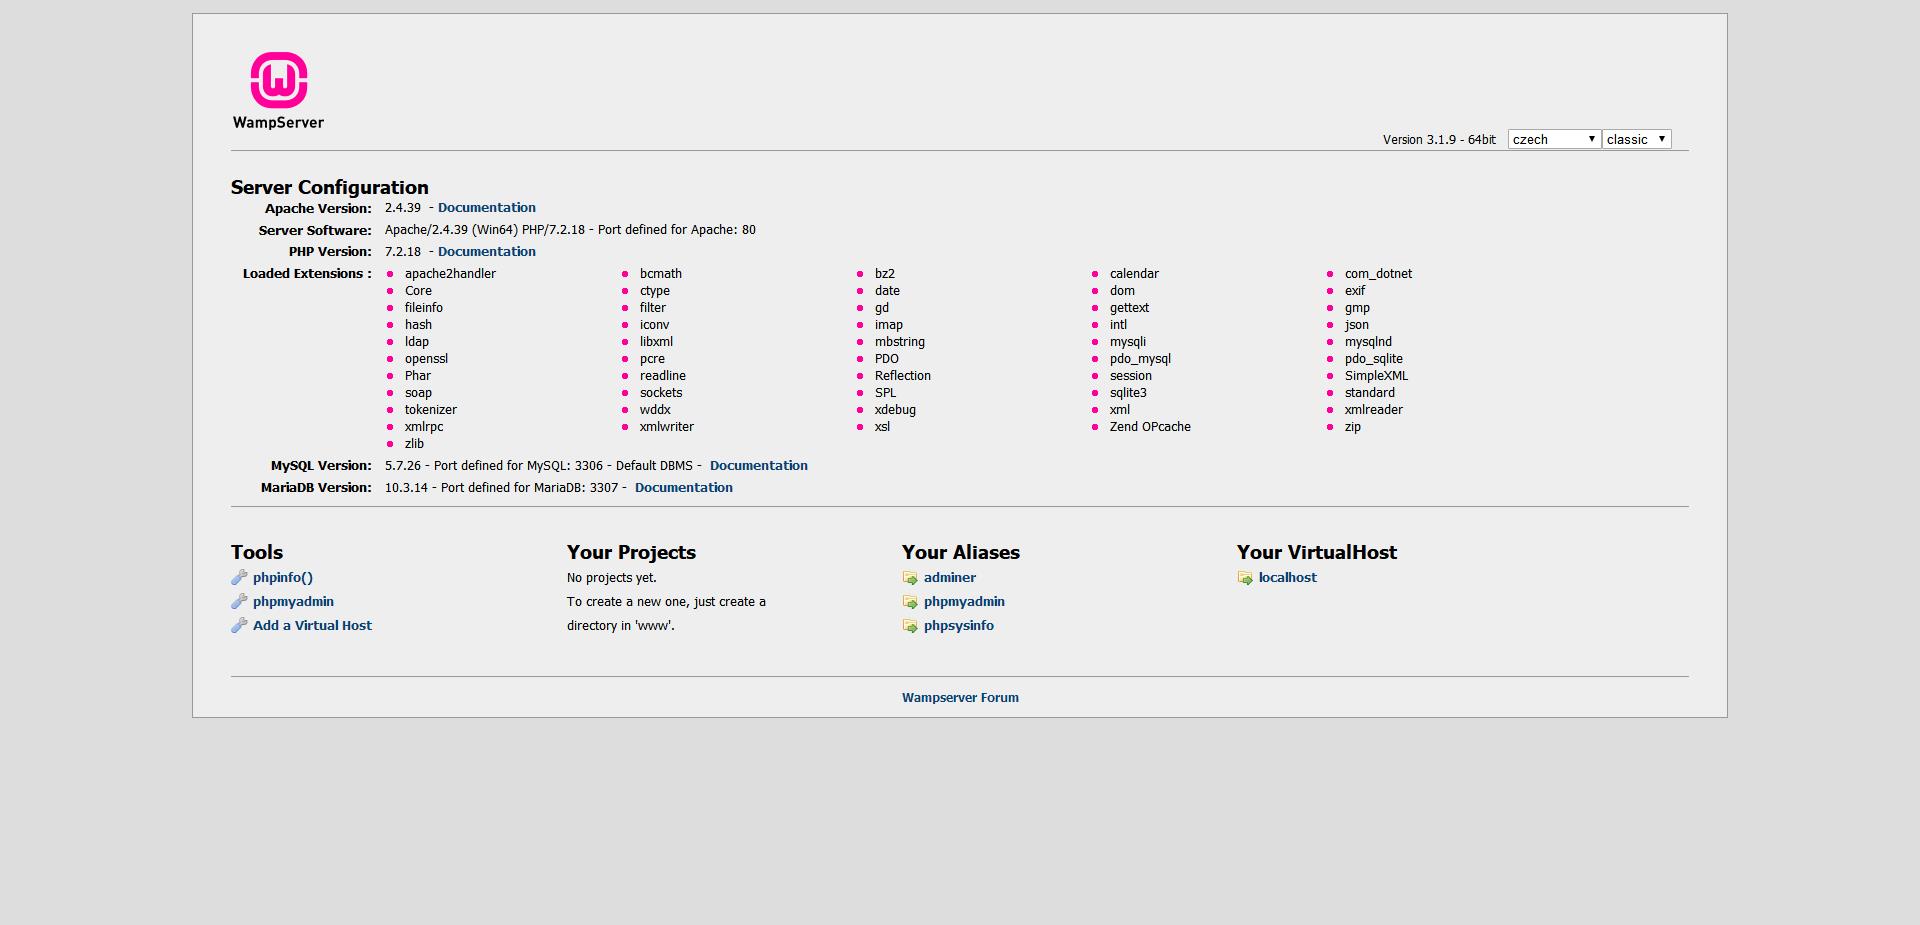 WampServer
Version 3.1.9 - 64bit czech classic
Server Configuration
Apache Version: 2.4.39 - Documentation
Server Software: Apache/2.4.39 (Win64) PHP/7.2.18 - Port defined for Apache: 80
PHP Version: 7.2.18 - Documentation
Loaded Extensions : apache2handler bcmath bz2 calendar com_dotnet
Core ctype date dom exif
fileinfo filter gd gettext gmp
hash iconv imap intl json
ldap libxml mbstring mysqli mysqlnd
openssl pcre PDO pdo_mysql pdo_sqlite
Phar readline Reflection session SimpleXML
soap sockets SPL sqlite3 standard
tokenizer wddx xdebug xml xmlreader
xmlrpc xmlwriter xsl Zend OPcache zip
zlib
MySQL Version: 5.7.26 - Port defined for MySQL: 3306 - Default DBMS - Documentation
MariaDB Version: 10.3.14 - Port defined for MariaDB: 3307 - Documentation
Tools
phpinfo()
phpmyadmin
Add a Virtual Host
Your Projects
No projects yet.
To create a new one, just create a
directory in 'www'.
Your Aliases
adminer
phpmyadmin
phpsysinfo
Your VirtualHost
localhost
Wampserver Forum